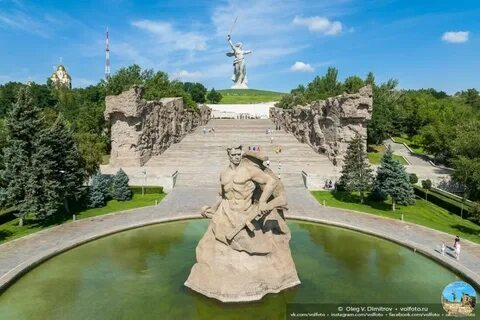 © Oleg V. Dimitrov • volfoto.ru
vk.com/volfoto • instagram.com/volfoto • facebook.com/volfoto